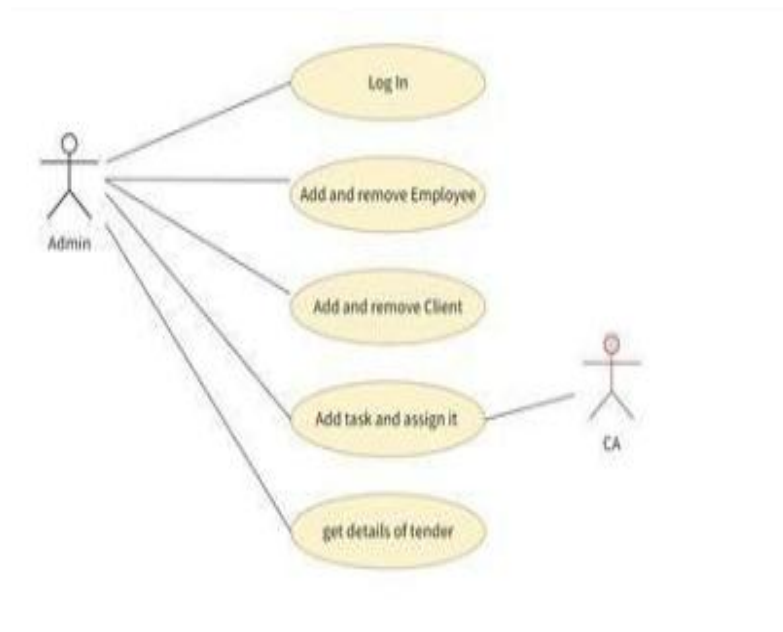 Log In
Add and remove Employee
Admin
Add and remove Client
Add task and assign it
CA
get details of tender